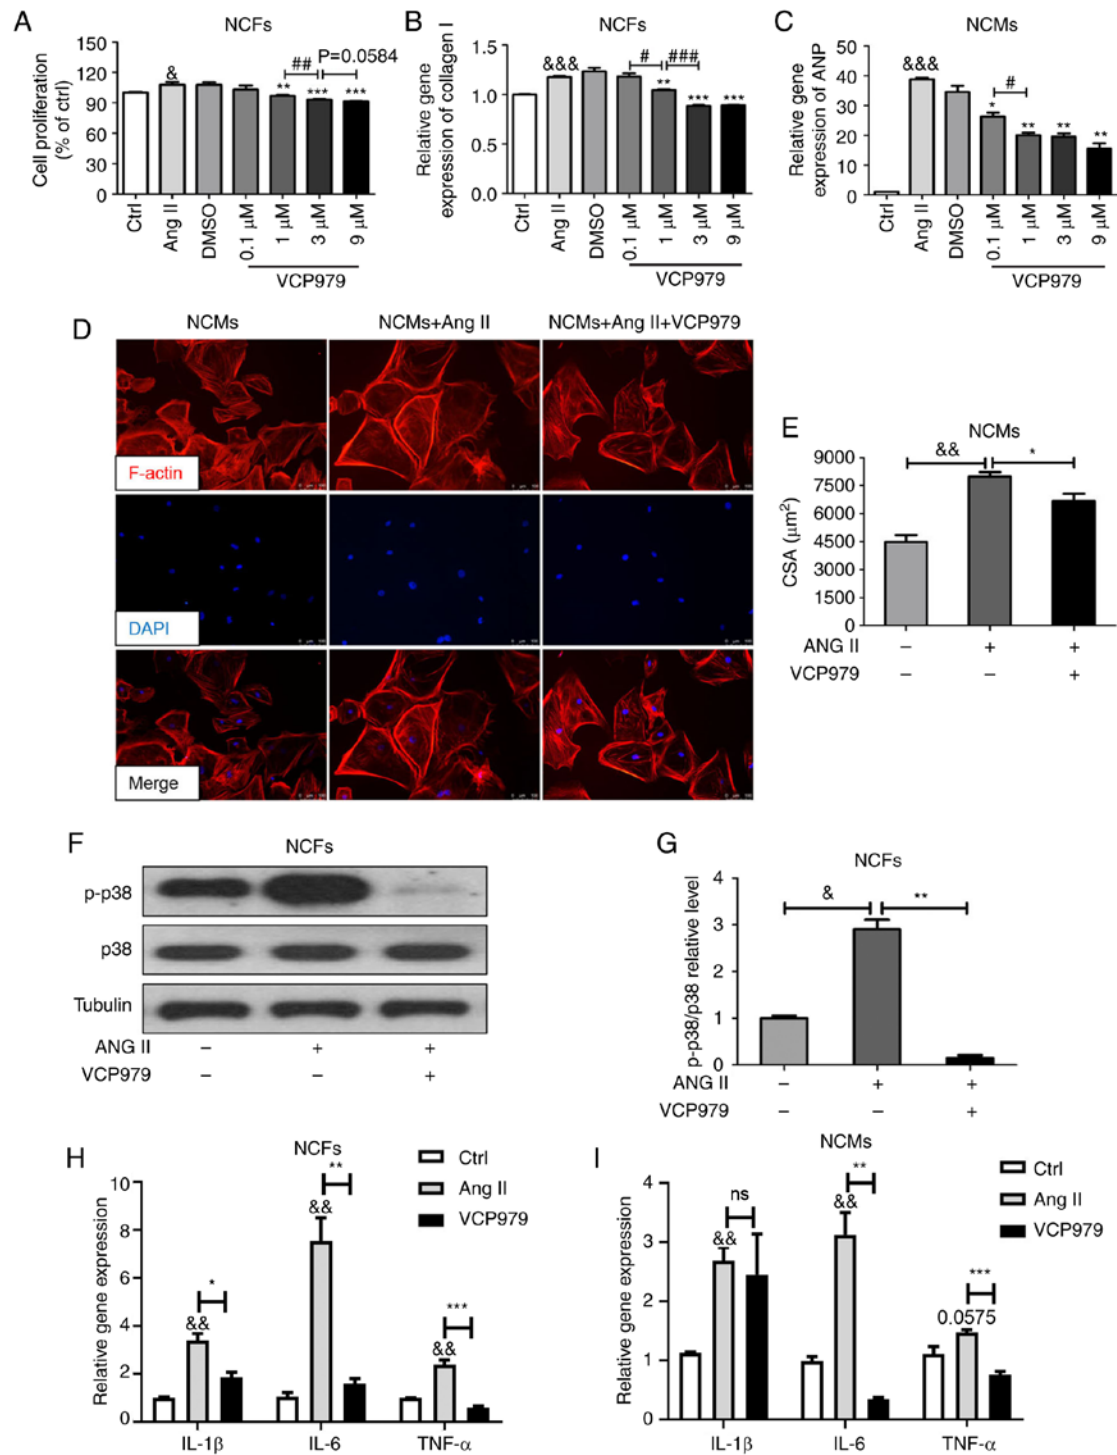 A
NCFs
Cell proliferation
(% of ctrl)
150
120
90
60
30
0
&
##
P=0.0584
**
***
***
Ctrl
Ang II
DMSO
0.1 μM
1 μM
3 μM
9 μM
VCP979
B
NCFs
Relative gene
expression of collagen I
1.5
1.0
0.5
0.0
&&&
#
###
**
***
***
Ctrl
Ang II
DMSO
0.1 μM
1 μM
3 μM
9 μM
VCP979
C
NCMs
Relative gene
expression of ANP
50
40
30
20
10
0
&&&
#
*
**
**
**
Ctrl
Ang II
DMSO
0.1 μM
1 μM
3 μM
9 μM
VCP979
D
NCMs
NCMs+Ang II
NCMs+Ang II+VCP979
F-actin
DAPI
Merge
E
NCMs
CSA (μm²)
9000
7500
6000
4500
3000
1500
0
&&
*
ANG II – + +
VCP979 – – +
F
NCFs
p-p38
p38
Tubulin
ANG II – + +
VCP979 – – +
G
NCFs
p-p38/p38 relative level
4
3
2
1
0
&
**
ANG II – + +
VCP979 – – +
H
NCFs
Relative gene expression
10
8
6
4
2
0
&&
*
&&
**
&&
***
Ctrl
Ang II
VCP979
IL-1β IL-6 TNF-α
I
NCMs
Relative gene expression
4
3
2
1
0
&&
ns
&&
**
0.0575
***
Ctrl
Ang II
VCP979
IL-1β IL-6 TNF-α